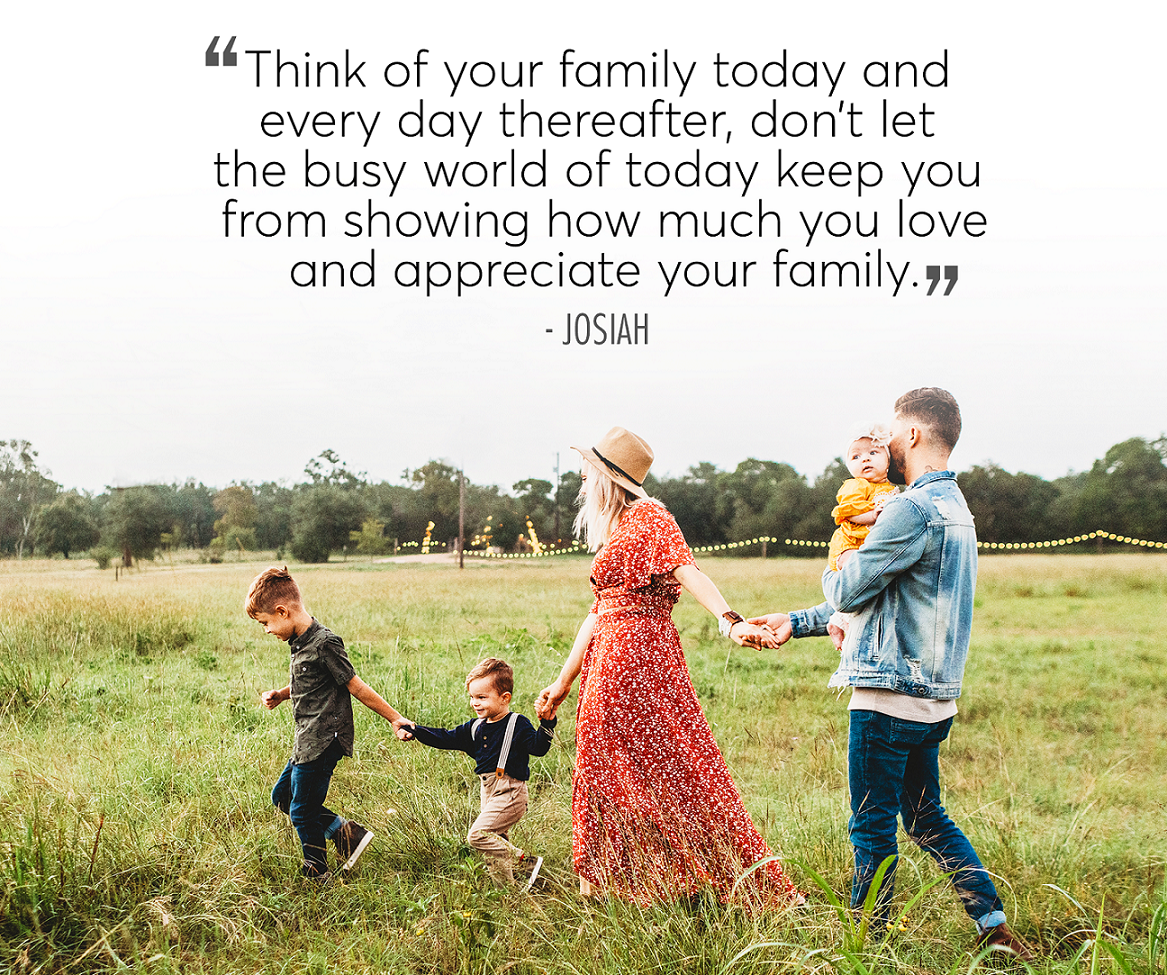 “Think of your family today and
every day thereafter, don't let
the busy world of today keep you
from showing how much you love
and appreciate your family.”
- JOSIAH